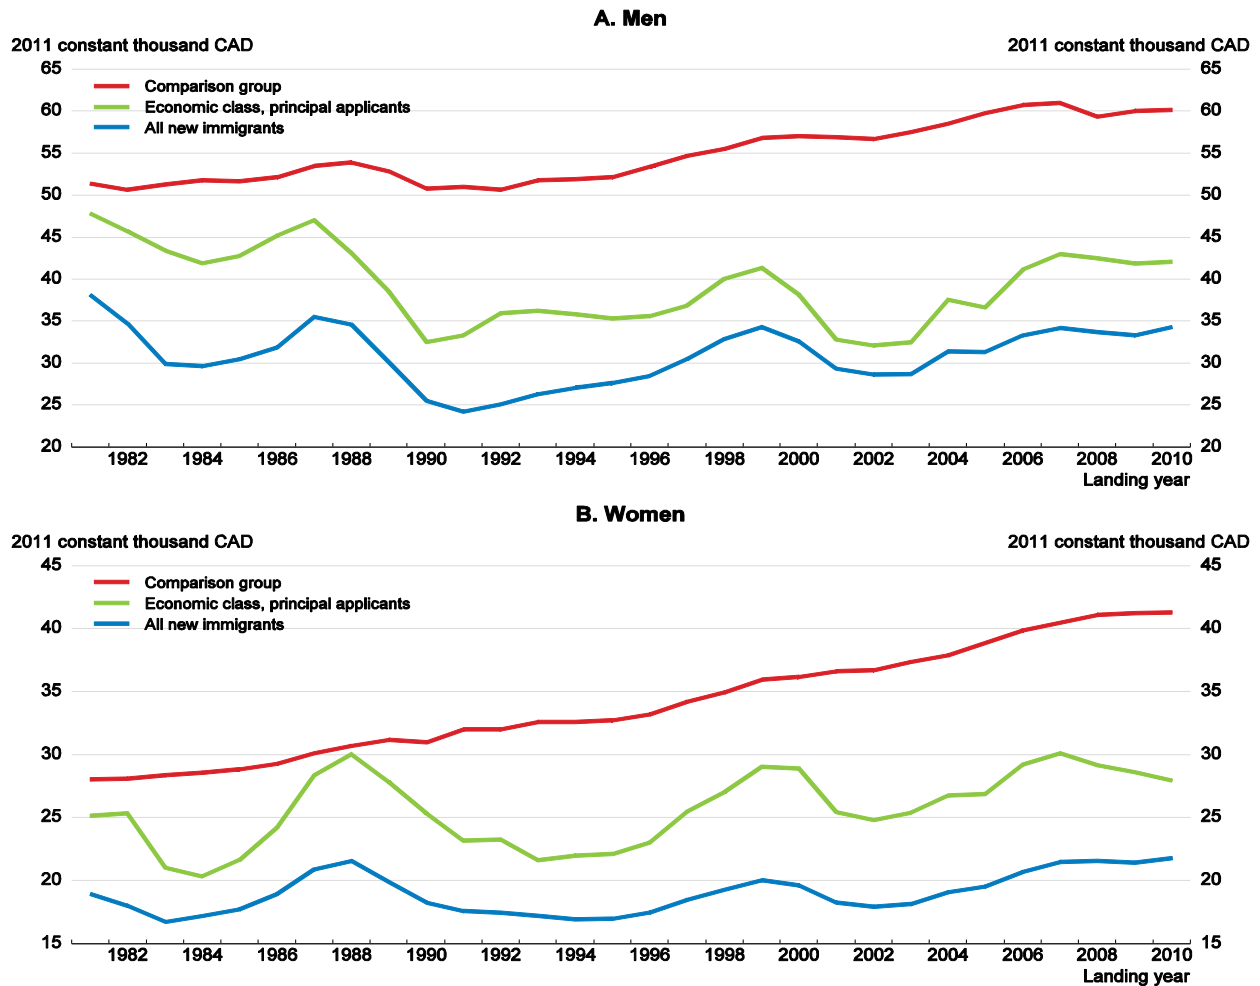 A. Men
2011 constant thousand CAD 2011 constant thousand CAD
65 65
Comparison group
60 Economic class, principal applicants 60
All new immigrants
55 55
50 50
45 45
40 40
35 35
30 30
25 25
20 20
1982 1984 1986 1988 1990 1992 1994 1996 1998 2000 2002 2004 2006 2008 2010
Landing year
B. Women
2011 constant thousand CAD 2011 constant thousand CAD
45 45
Comparison group
Economic class, principal applicants
40 All new immigrants 40
35 35
30 30
25 25
20 20
15 15
1982 1984 1986 1988 1990 1992 1994 1996 1998 2000 2002 2004 2006 2008 2010
Landing year